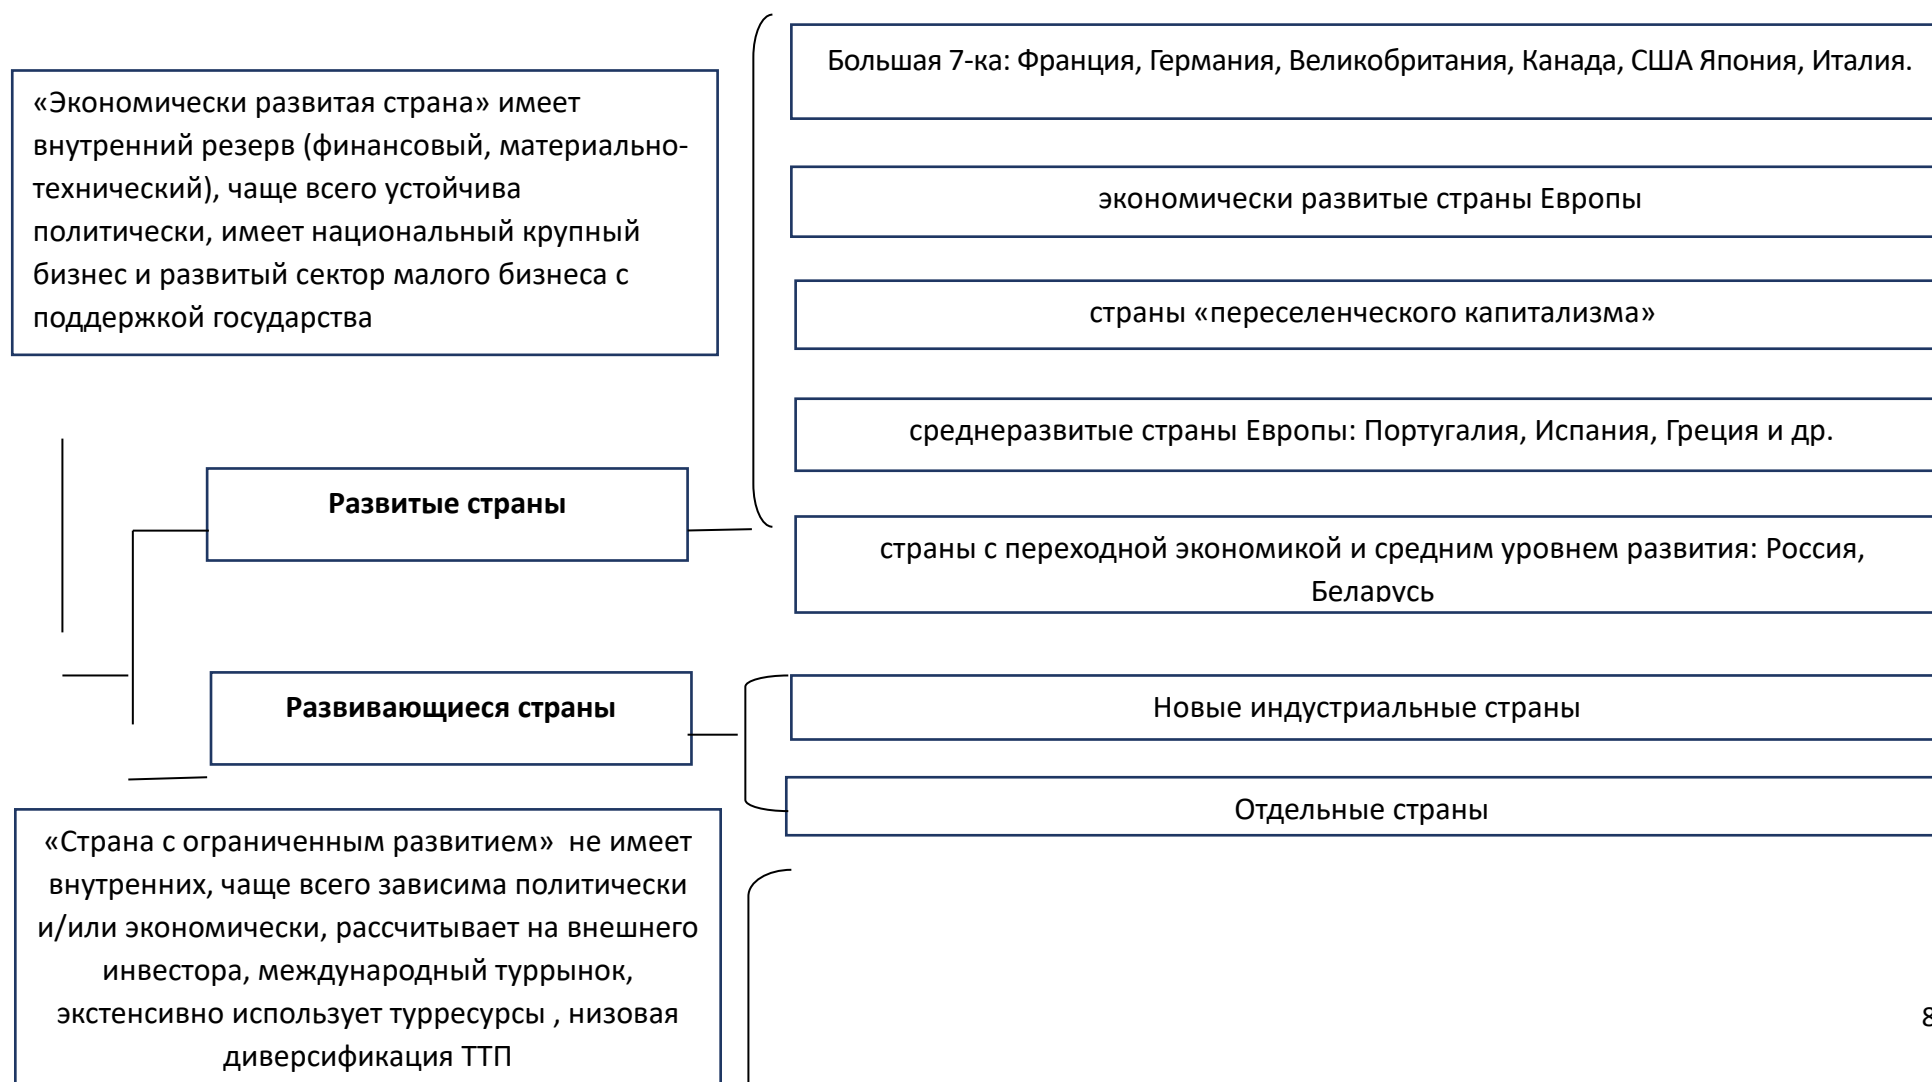 «Экономически развитая страна» имеет
внутренний резерв (финансовый, материально-
технический), чаще всего устойчива
политически, имеет национальный крупный
бизнес и развитый сектор малого бизнеса с
поддержкой государства
Большая 7-ка: Франция, Германия, Великобритания, Канада, США Япония, Италия.
экономически развитые страны Европы
страны «переселенческого капитализма»
среднеразвитые страны Европы: Португалия, Испания, Греция и др.
Развитые страны
страны с переходной экономикой и средним уровнем развития: Россия,
Беларусь
Развивающиеся страны
Новые индустриальные страны
Отдельные страны
«Страна с ограниченным развитием» не имеет
внутренних, чаще всего зависима политически
и/или экономически, рассчитывает на внешнего
инвестора, международный туррынок,
экстенсивно использует турресурсы , низовая
диверсификация ТТП
8